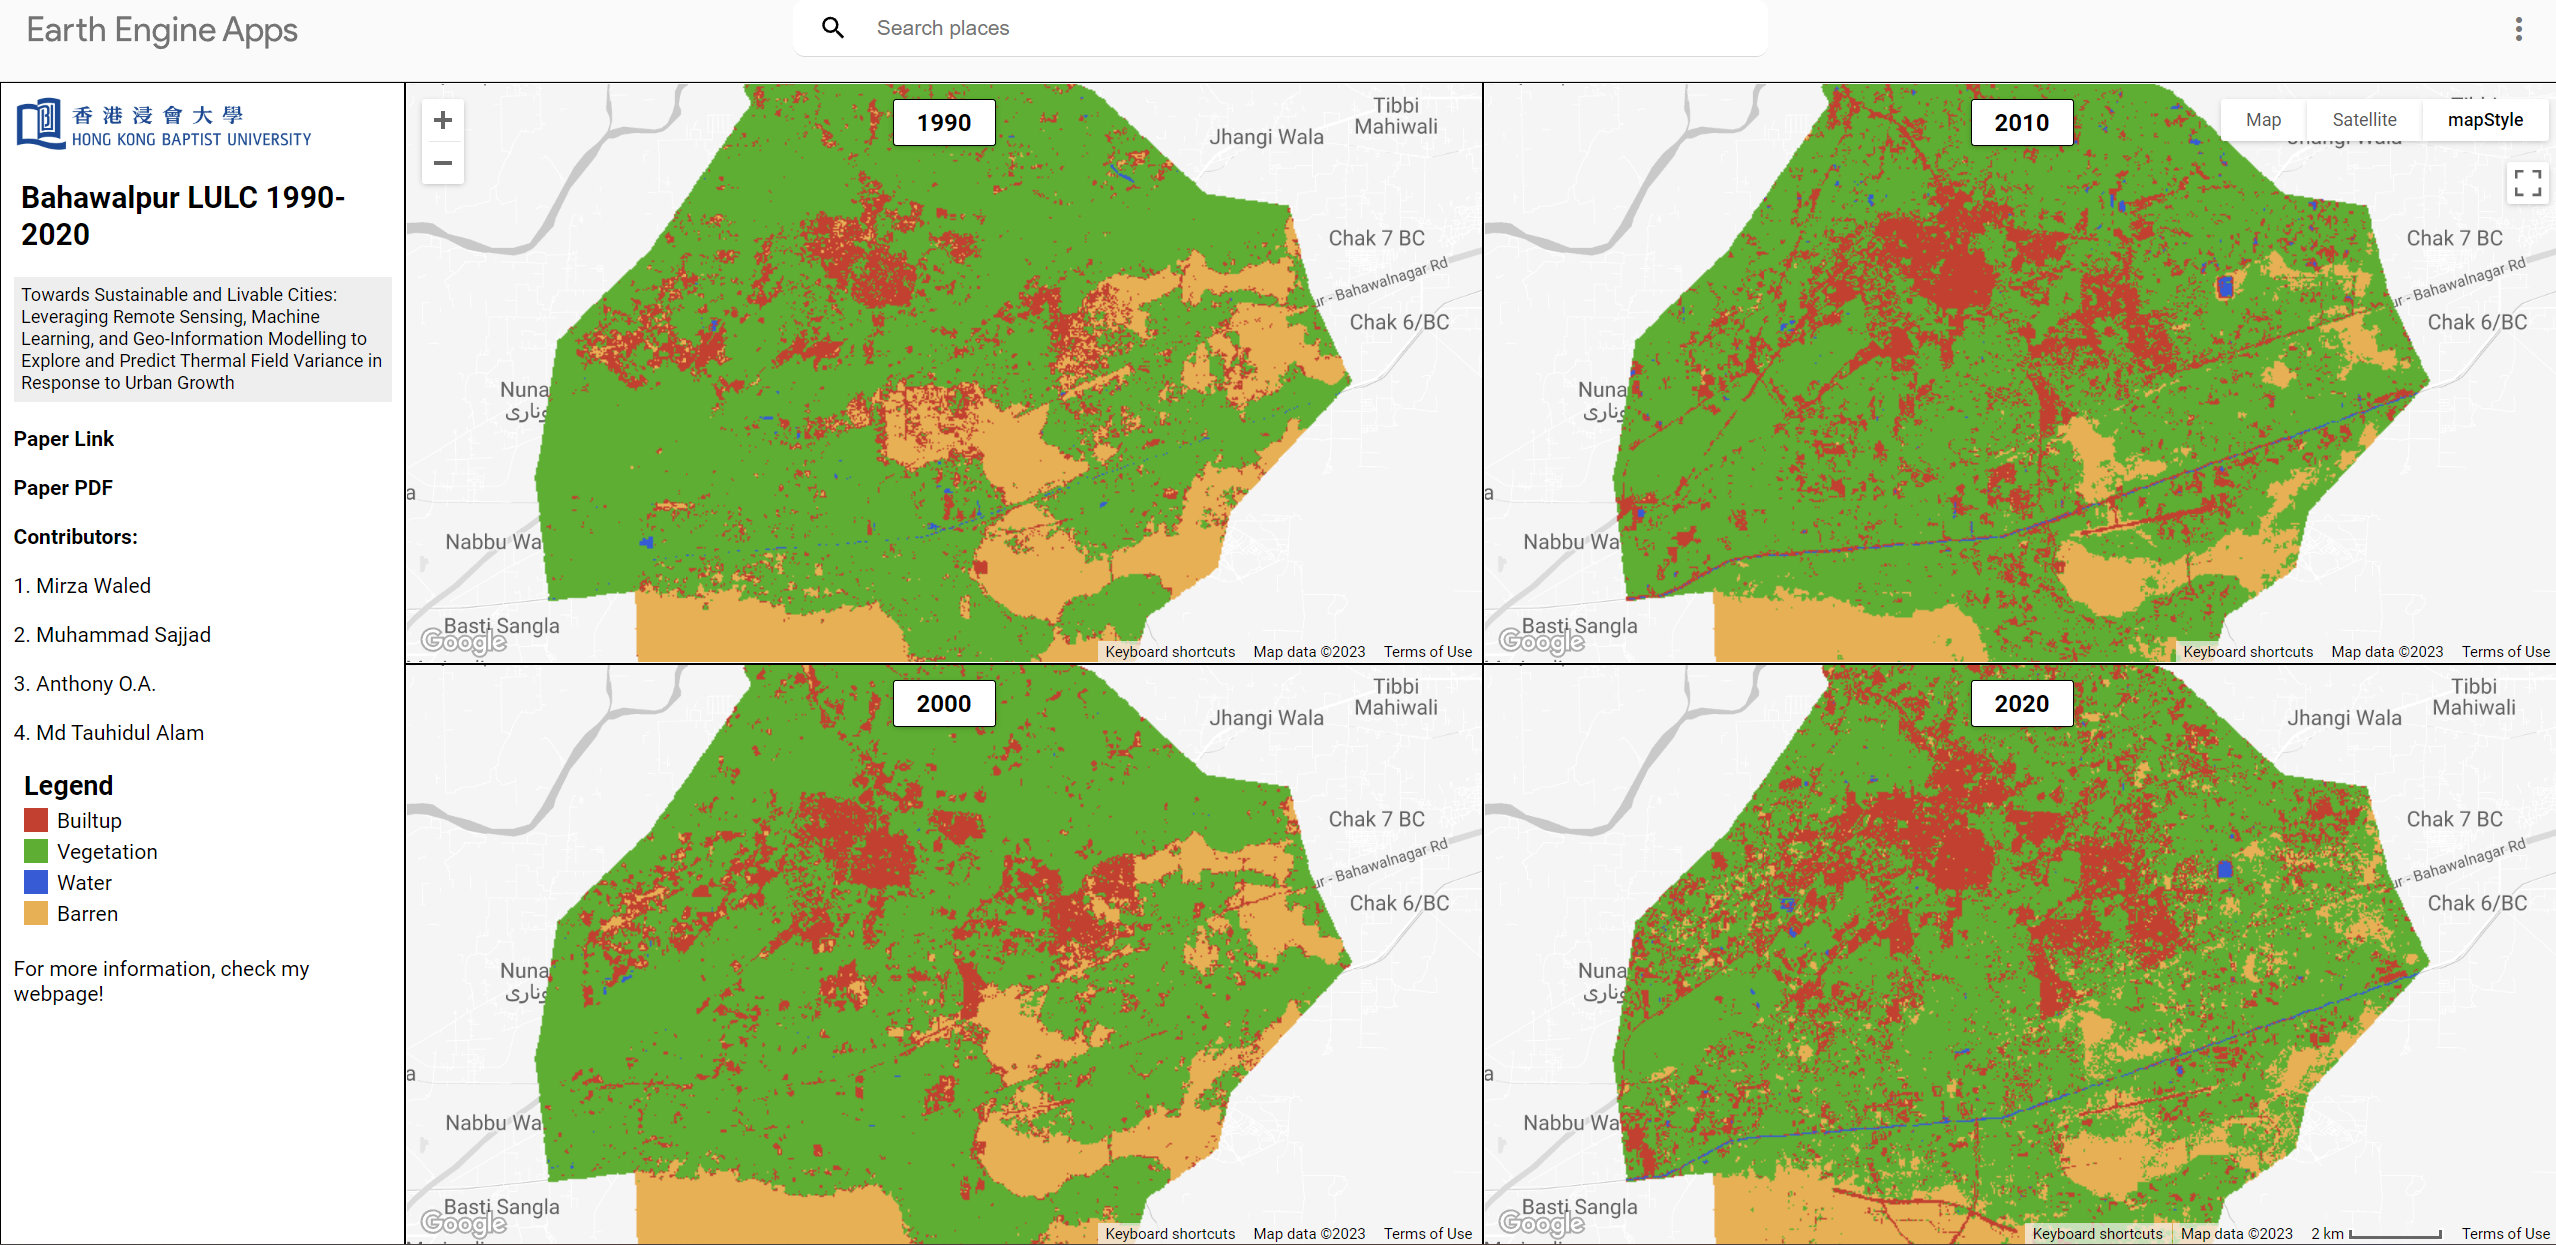 Earth Engine Apps
Search places
香港浸會大學
HONG KONG BAPTIST UNIVERSITY
Bahawalpur LULC 1990-
2020
Towards Sustainable and Livable Cities:
Leveraging Remote Sensing, Machine
Learning, and Geo-Information Modelling to
Explore and Predict Thermal Field Variance in
Response to Urban Growth
Paper Link
Paper PDF
Contributors:
1. Mirza Waled
2. Muhammad Sajjad
3. Anthony O.A.
4. Md Tauhidul Alam
Legend
Builtup
Vegetation
Water
Barren
For more information, check my
webpage!
1990
Tibbi
Mahiwali
Jhangi Wala
Chak 7 BC
ur - Bahawalnagar Rd
Chak 6/BC
Nuna
وناری
a
Nabbu Wa
Basti Sangla
Google
Keyboard shortcuts Map data ©2023 Terms of Use
2010
Map Satellite mapStyle
Chak 7 BC
ur - Bahawalnagar Rd
Chak 6/BC
Nuna
وناری
a
Nabbu Wa
Basti Sangla
Google
Keyboard shortcuts Map data ©2023 Terms of Use
2000
Tibbi
Mahiwali
Jhangi Wala
Chak 7 BC
ur - Bahawalnagar Rd
Chak 6/BC
Nuna
وناری
a
Nabbu Wa
Basti Sangla
Google
Keyboard shortcuts Map data ©2023 Terms of Use
2020
Tibbi
Mahiwali
Jhangi Wala
Chak 7 BC
ur - Bahawalnagar Rd
Chak 6/BC
Nuna
وناری
a
Nabbu Wa
Basti Sangla
Google
Keyboard shortcuts Map data ©2023 2 km Terms of Use